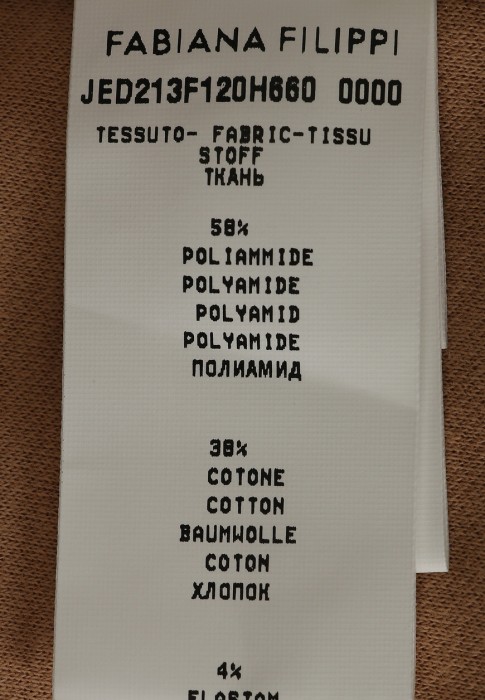 FABIANA FILIPPI
JED213F120H660 0000
TESSUTO- FABRIC-TISSU
STOFF
ТКАНЬ
58%
POLIAMMIDE
POLYAMIDE
POLYAMID
POLYAMIDE
ПОЛИАМИД
38%
COTONE
COTTON
BAUMWOLLE
COTON
ХЛОПОК
4%